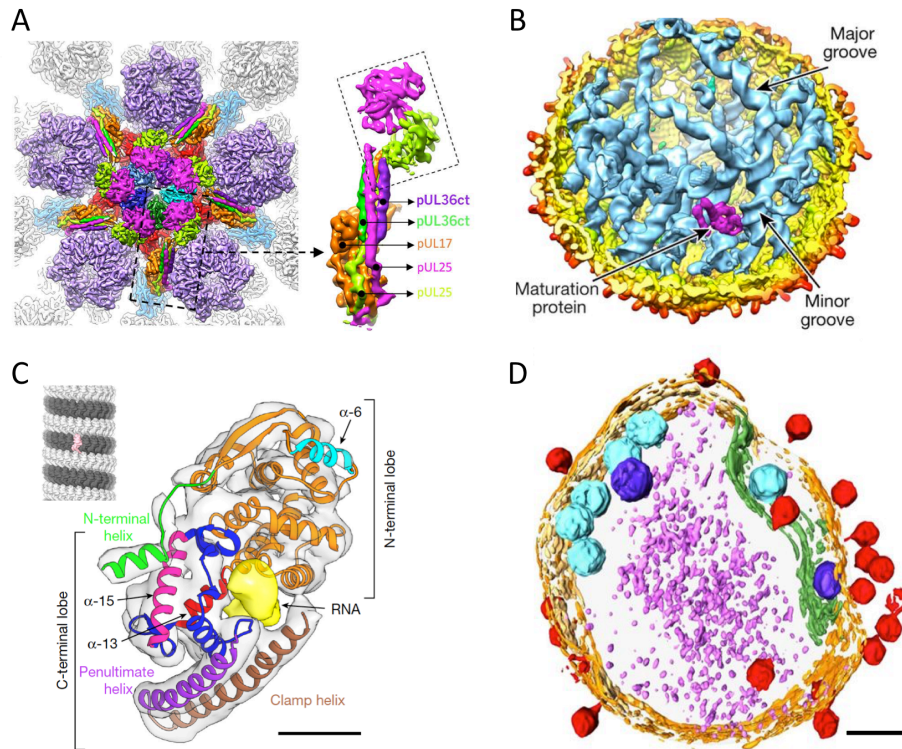 A
pUL36ct
pUL36ct
pUL17
pUL25
pUL25
B
Major
groove
Maturation
protein
Minor
groove
C
α-6
N-terminal lobe
N-terminal
helix
α-15
C-terminal lobe
α-13
RNA
Penultimate
helix
Clamp helix
D